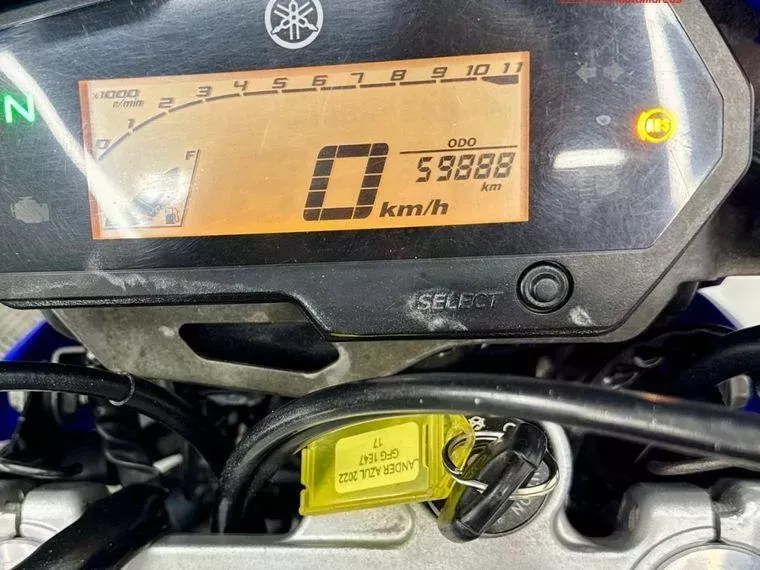 x1000
r/min
0 1 2 3 4 5 6 7 8 9 10 11
N
ABS
F
ODO
0 km/h
59888
km
SELECT
LANDER AZUL 2022
GFG 1E47
17